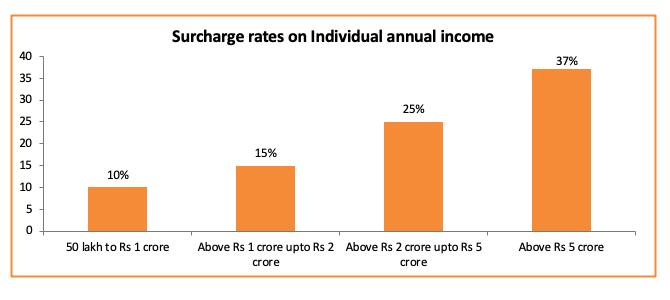 Surcharge rates on Individual annual income
40
35
30
25
20
15
10
5
0
10%
15%
25%
37%
50 lakh to Rs 1 crore
Above Rs 1 crore upto Rs 2
crore
Above Rs 2 crore upto Rs 5
crore
Above Rs 5 crore